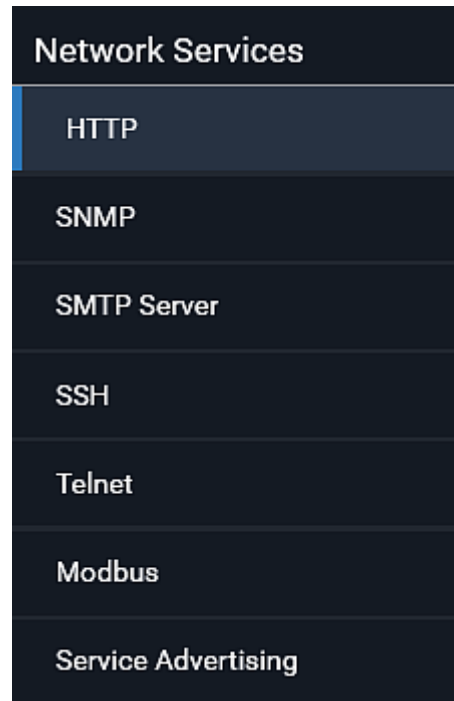 Network Services
HTTP
SNMP
SMTP Server
SSH
Telnet
Modbus
Service Advertising